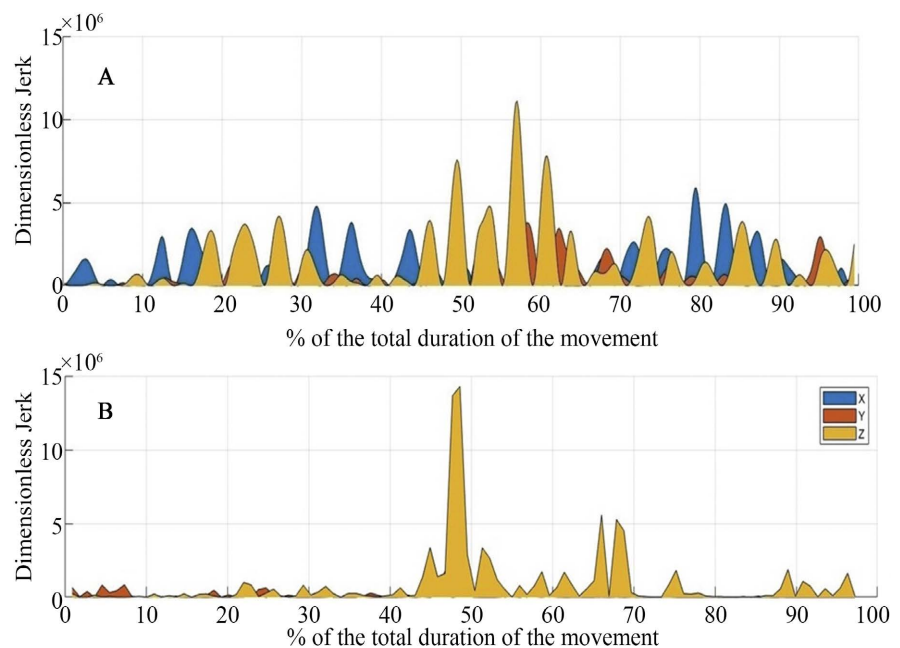 15 ×10⁶
A
10
5
0
Dimensionless Jerk
0 10 20 30 40 50 60 70 80 90 100
% of the total duration of the movement
15 ×10⁶
B
X
Y
Z
10
5
0
Dimensionless Jerk
0 10 20 30 40 50 60 70 80 90 100
% of the total duration of the movement